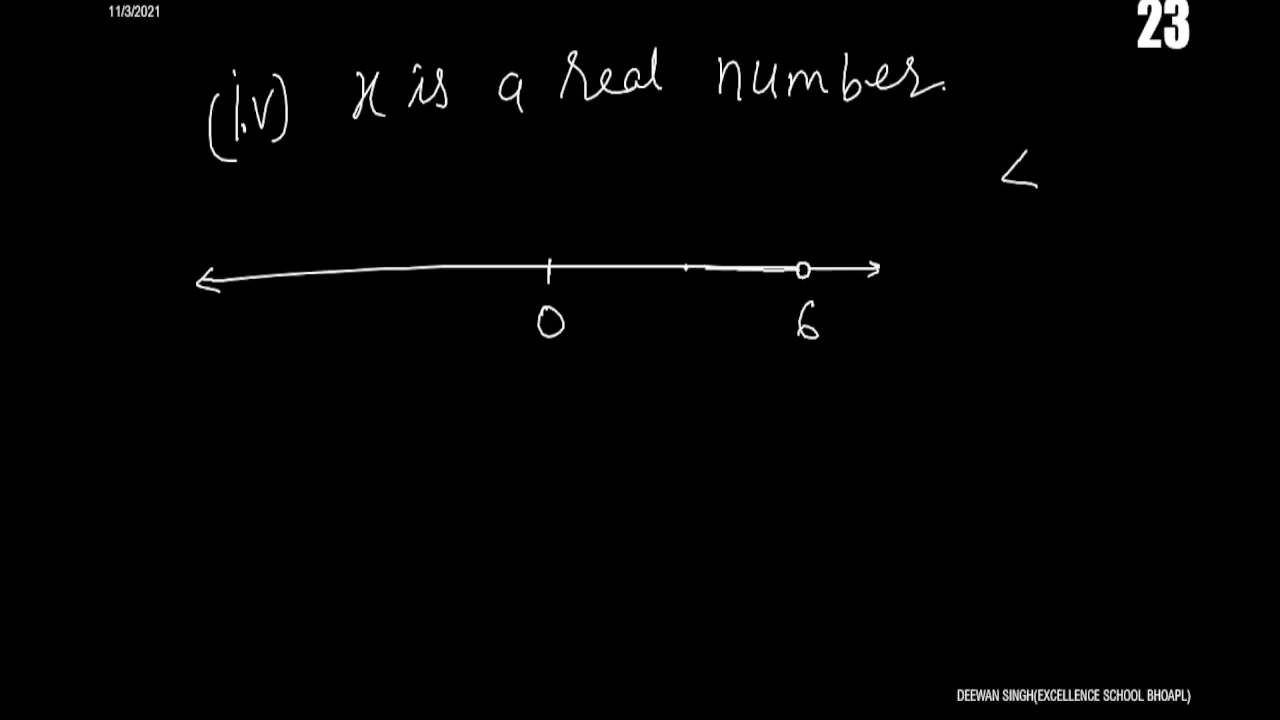 11/3/2021
23
(iv) x is a real number.
<
0 6
DEEWAN SINGH(EXCELLENCE SCHOOL BHOAPL)